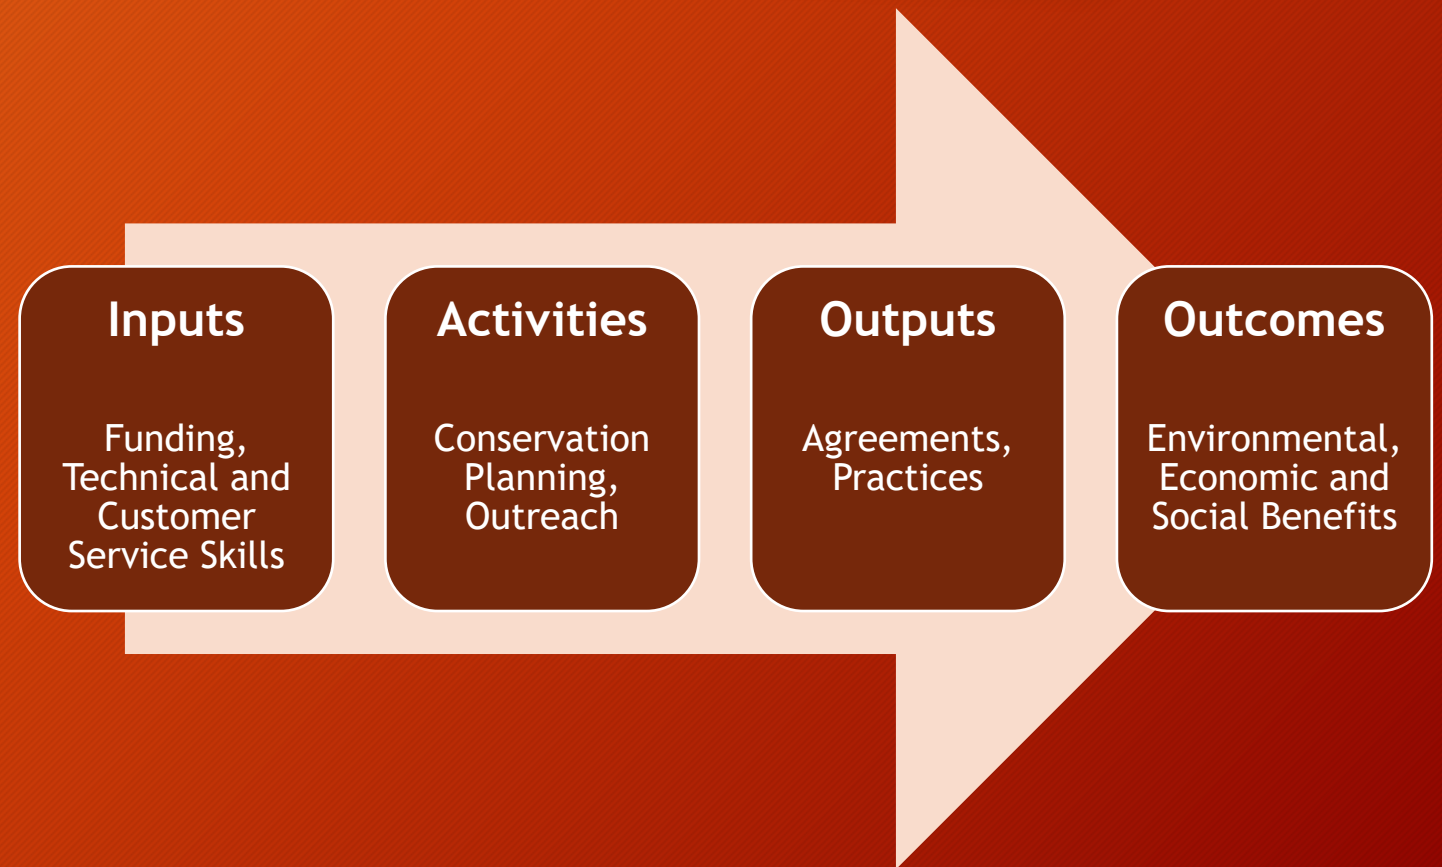 Inputs
Funding,
Technical and
Customer
Service Skills
Activities
Conservation
Planning,
Outreach
Outputs
Agreements,
Practices
Outcomes
Environmental,
Economic and
Social Benefits